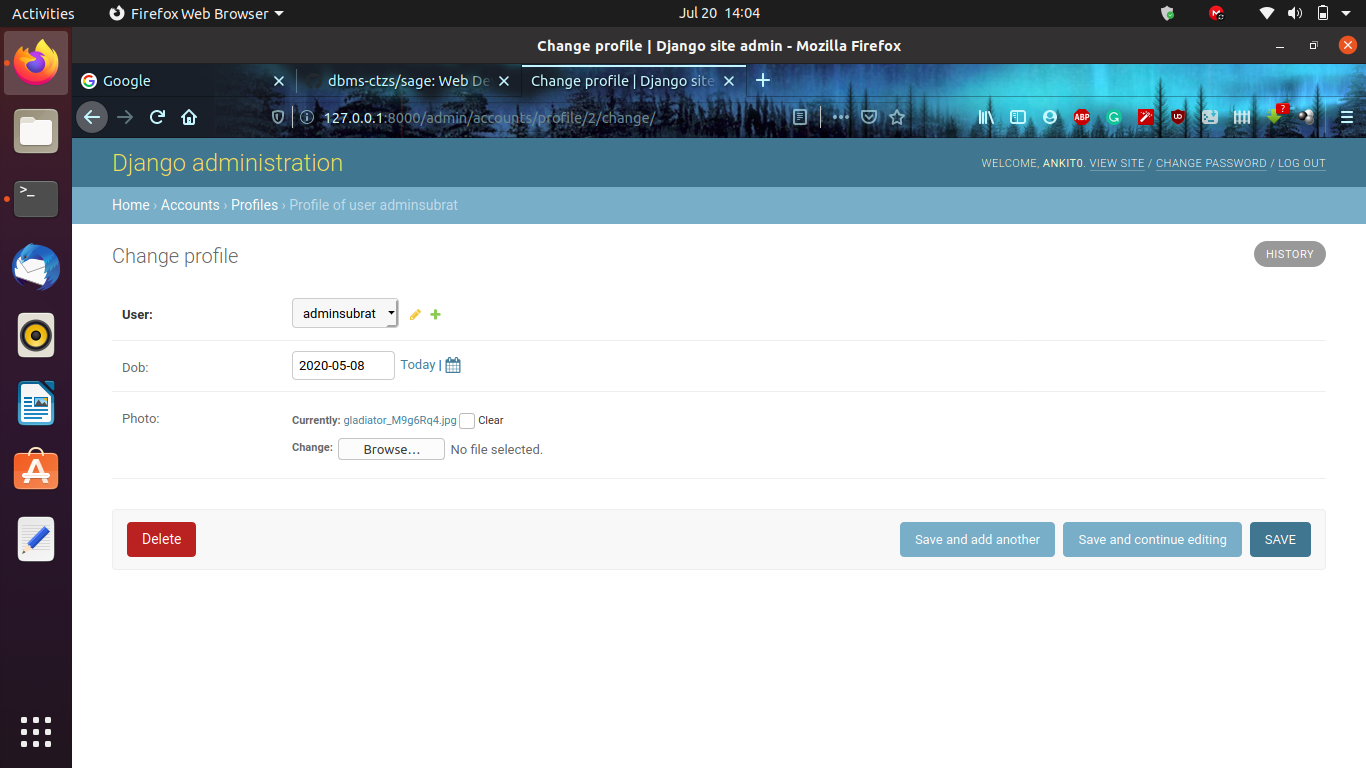 Activities Firefox Web Browser Jul 20 14:04
Change profile | Django site admin - Mozilla Firefox
Google dbms-ctzs/sage: Web De Change profile | Django site
127.0.0.1:8000/admin/accounts/profile/2/change/ ABP ?
Django administration WELCOME, ANKIT0. VIEW SITE / CHANGE PASSWORD / LOG OUT
Home › Accounts › Profiles › Profile of user adminsubrat
Change profile HISTORY
User: adminsubrat
Dob: 2020-05-08 Today |
Photo: Currently: gladiator_M9g6Rq4.jpg Clear
Change: Browse... No file selected.
Delete Save and add another Save and continue editing SAVE